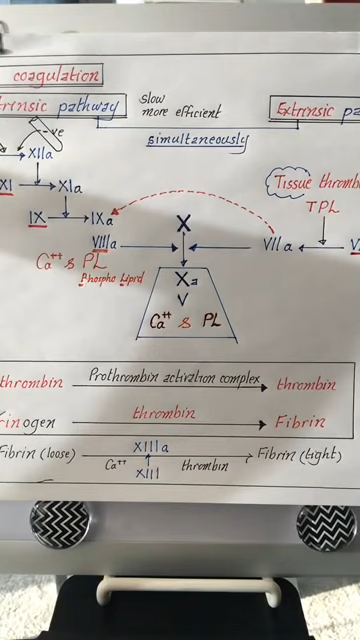 coagulation
trinsic pathway
slow
more efficient
Extrinsic pa
simultaneously
-ve
XIIa
XI XIa
IX IXa
VIIIa
Ca++ & PL
Phospho Lipid
X
Xa
V
Ca++ & PL
Tissue thromb
TPL
VIIa V
thrombin Prothrombin activation complex thrombin
rinogen thrombin Fibrin
Fibrin (loose) XIIIa Fibrin (tight)
Ca++ XIII thrombin